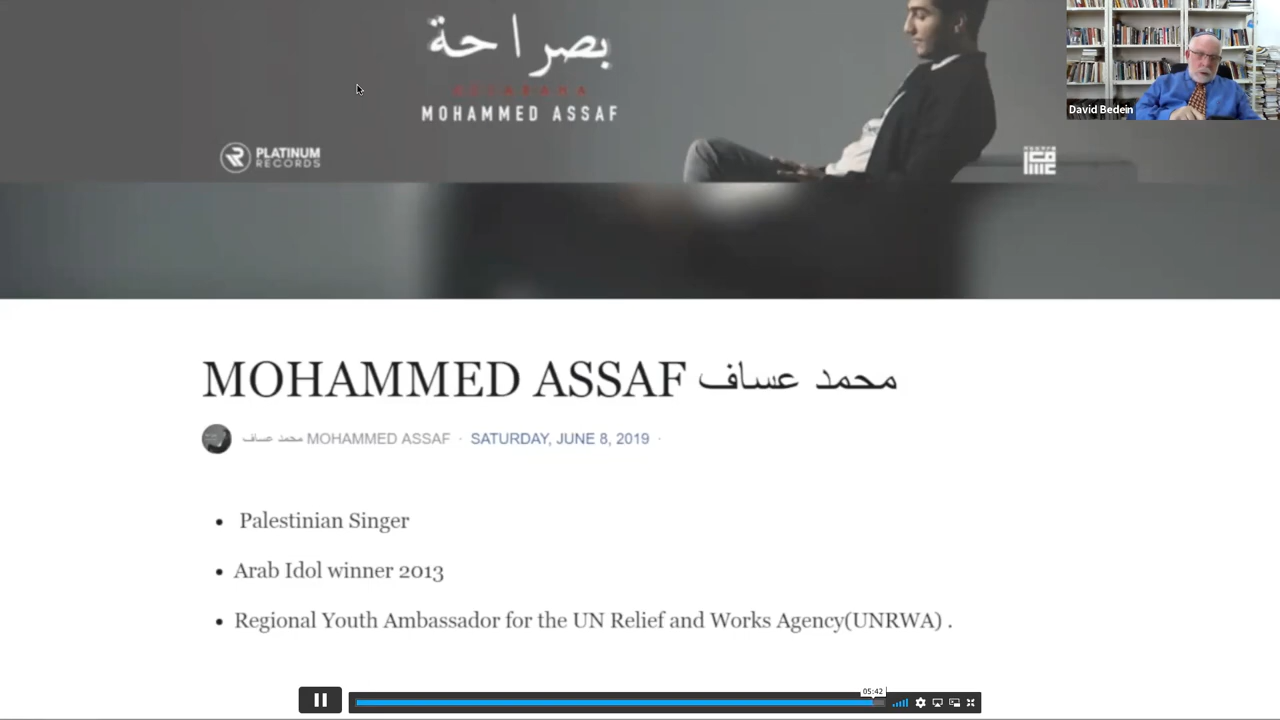 بصراحة
MOHAMMED ASSAF
PLATINUM
RECORDS
David Bedein
MOHAMMED ASSAF محمد عساف
محمد عساف MOHAMMED ASSAF · SATURDAY, JUNE 8, 2019 ·
• Palestinian Singer
• Arab Idol winner 2013
• Regional Youth Ambassador for the UN Relief and Works Agency(UNRWA) .
05:42